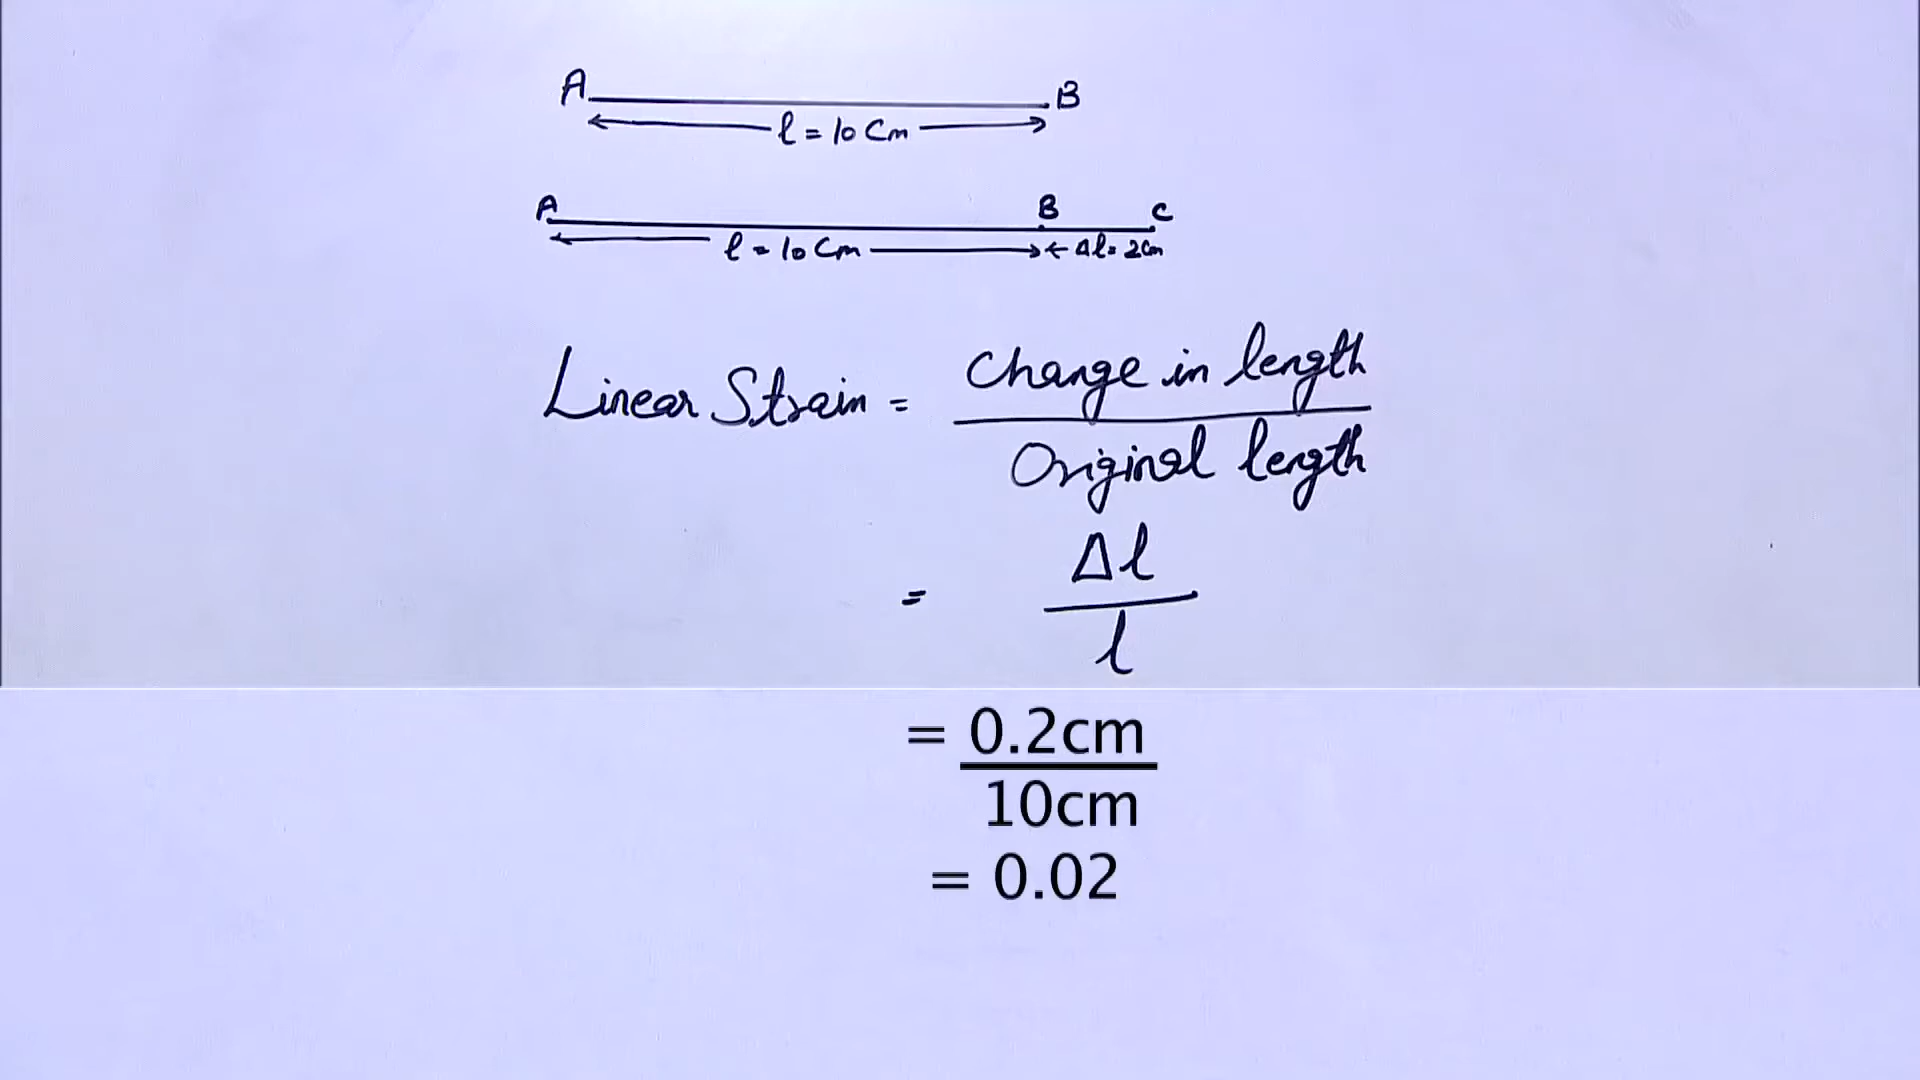 A B
l = 10 Cm
A B C
l = 10 Cm Δl = 2cm
Linear Strain = Change in length
Original length
= Δl
l
= 0.2cm
10cm
= 0.02